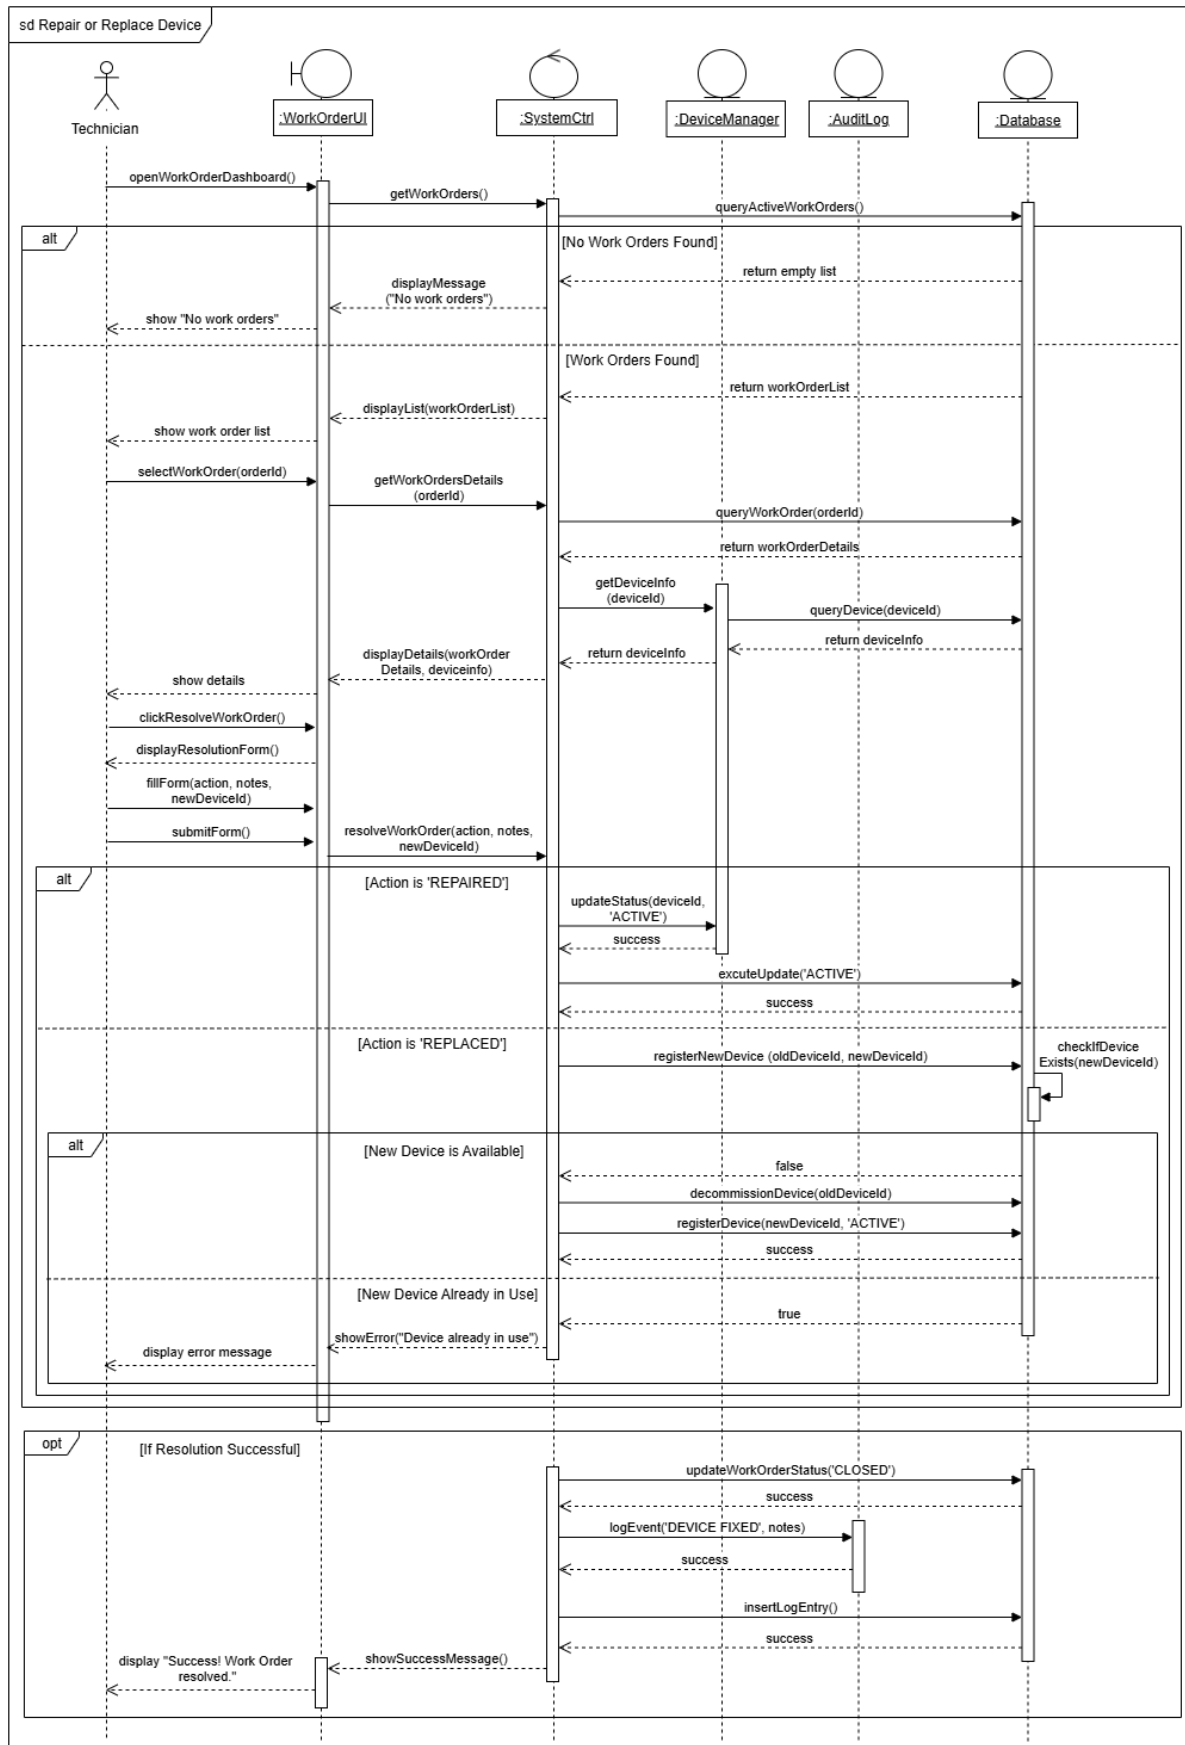 sd Repair or Replace Device
Technician
:WorkOrderUI
:SystemCtrl
:DeviceManager
:AuditLog
:Database
openWorkOrderDashboard()
getWorkOrders()
queryActiveWorkOrders()
alt
[No Work Orders Found]
return empty list
displayMessage
("No work orders")
show "No work orders"
[Work Orders Found]
return workOrderList
displayList(workOrderList)
show work order list
selectWorkOrder(orderId)
getWorkOrdersDetails
(orderId)
queryWorkOrder(orderId)
return workOrderDetails
getDeviceInfo
(deviceId)
queryDevice(deviceId)
return deviceInfo
return deviceInfo
displayDetails(workOrder
Details, deviceinfo)
show details
clickResolveWorkOrder()
displayResolutionForm()
fillForm(action, notes,
newDeviceId)
submitForm()
resolveWorkOrder(action, notes,
newDeviceId)
alt
[Action is 'REPAIRED']
updateStatus(deviceId,
'ACTIVE')
success
excuteUpdate('ACTIVE')
success
[Action is 'REPLACED']
registerNewDevice (oldDeviceId, newDeviceId)
checkIfDevice
Exists(newDeviceId)
alt
[New Device is Available]
false
decommissionDevice(oldDeviceId)
registerDevice(newDeviceId, 'ACTIVE')
success
[New Device Already in Use]
true
showError("Device already in use")
display error message
opt
[If Resolution Successful]
updateWorkOrderStatus('CLOSED')
success
logEvent('DEVICE FIXED', notes)
success
insertLogEntry()
success
showSuccessMessage()
display "Success! Work Order
resolved."